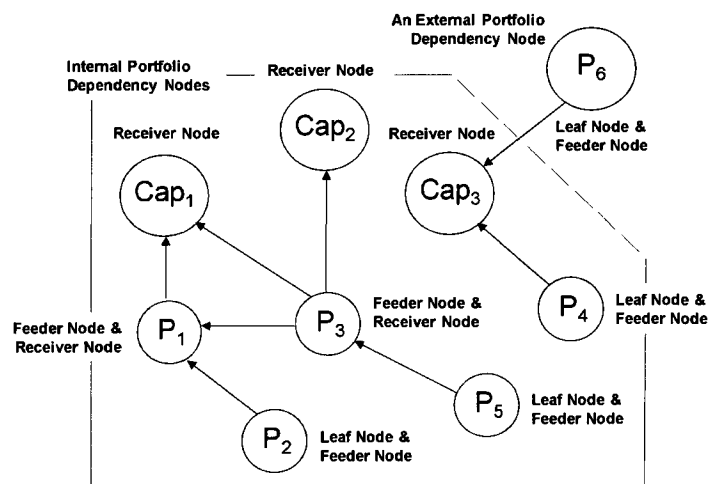 An External Portfolio
Dependency Node
P6
Internal Portfolio
Dependency Nodes
Receiver Node
Cap2
Leaf Node &
Feeder Node
Receiver Node
Cap1
Receiver Node
Cap3
Feeder Node &
Receiver Node
P1
P3
Feeder Node &
Receiver Node
P4
Leaf Node &
Feeder Node
P2
Leaf Node &
Feeder Node
P5
Leaf Node &
Feeder Node